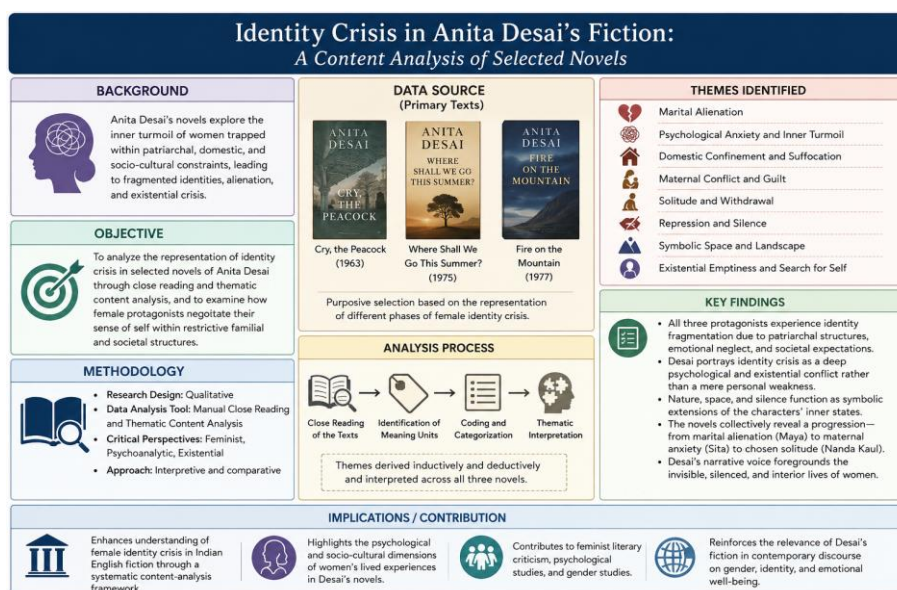 Identity Crisis in Anita Desai's Fiction:
A Content Analysis of Selected Novels
BACKGROUND
Anita Desai's novels explore the
inner turmoil of women trapped
within patriarchal, domestic, and
socio-cultural constraints, leading
to fragmented identities, alienation,
and existential crisis.
OBJECTIVE
To analyze the representation of identity
crisis in selected novels of Anita Desai
through close reading and thematic
content analysis, and to examine how
female protagonists negotiate their
sense of self within restrictive familial
and societal structures.
METHODOLOGY
• Research Design: Qualitative
• Data Analysis Tool: Manual Close Reading
and Thematic Content Analysis
• Critical Perspectives: Feminist,
Psychoanalytic, Existential
• Approach: Interpretive and comparative
DATA SOURCE
(Primary Texts)
ANITA
DESAI
CRY,
THE
PEACOCK
ANITA
DESAI
WHERE
SHALL WE
GO THIS
SUMMER?
ANITA
DESAI
FIRE
ON THE
MOUNTAIN
Cry, the Peacock
(1963)
Where Shall We
Go This Summer?
(1975)
Fire on the
Mountain
(1977)
Purposive selection based on the representation
of different phases of female identity crisis.
ANALYSIS PROCESS
Close Reading
of the Texts
Identification of
Meaning Units
Coding and
Categorization
Thematic
Interpretation
Themes derived inductively and deductively
and interpreted across all three novels.
THEMES IDENTIFIED
Marital Alienation
Psychological Anxiety and Inner Turmoil
Domestic Confinement and Suffocation
Maternal Conflict and Guilt
Solitude and Withdrawal
Repression and Silence
Symbolic Space and Landscape
Existential Emptiness and Search for Self
KEY FINDINGS
• All three protagonists experience identity
fragmentation due to patriarchal structures,
emotional neglect, and societal expectations.
• Desai portrays identity crisis as a deep
psychological and existential conflict rather
than a mere personal weakness.
• Nature, space, and silence function as symbolic
extensions of the characters' inner states.
• The novels collectively reveal a progression—
from marital alienation (Maya) to maternal
anxiety (Sita) to chosen solitude (Nanda Kaul).
• Desai's narrative voice foregrounds the
invisible, silenced, and interior lives of women.
IMPLICATIONS / CONTRIBUTION
Enhances understanding of
female identity crisis in Indian
English fiction through a
systematic content-analysis
framework.
Highlights the psychological
and socio-cultural dimensions
of women's lived experiences
in Desai's novels.
Contributes to feminist literary
criticism, psychological
studies, and gender studies.
Reinforces the relevance of Desai's
fiction in contemporary discourse
on gender, identity, and emotional
well-being.